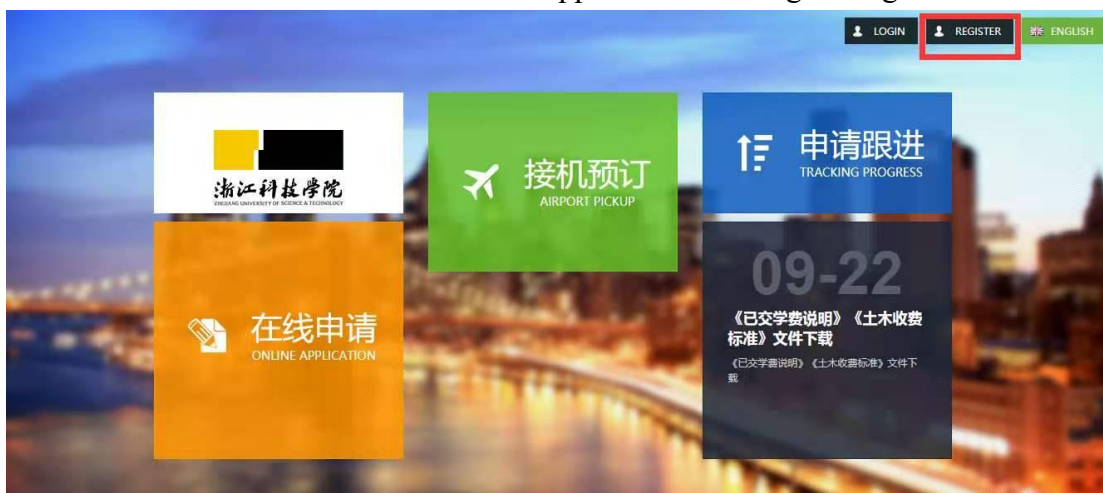 LOGIN
REGISTER
ENGLISH
浙江科技学院
ZHEJIANG UNIVERSITY OF SCIENCE & TECHNOLOGY
接机预订
AIRPORT PICKUP
申请跟进
TRACKING PROGRESS
在线申请
ONLINE APPLICATION
09-22
《已交学费说明》《土木收费
标准》文件下载
《已交学费说明》《土木收费标准》文件下
载